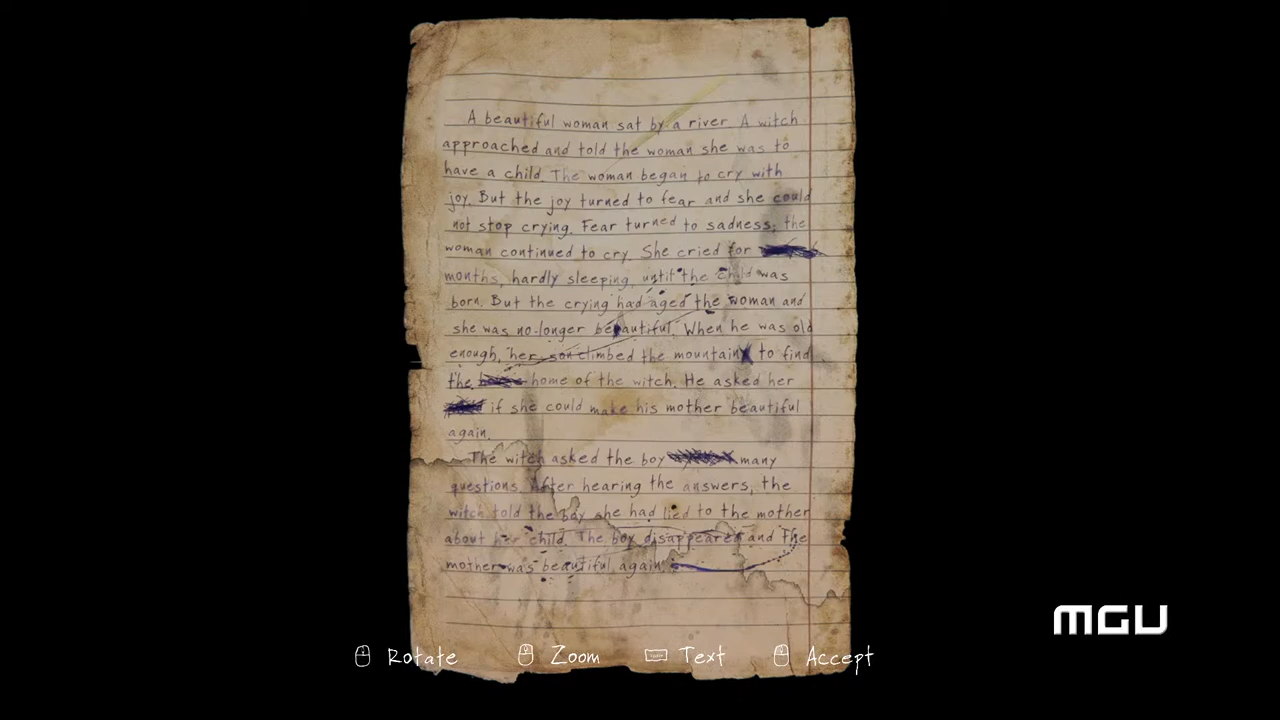 A beautiful woman sat by a river. A witch
approached and told the woman she was to
have a child. The woman began to cry with
joy. But the joy turned to fear and she could
not stop crying. Fear turned to sadness; the
woman continued to cry. She cried for
months, hardly sleeping, until the child was
born. But the crying had aged the woman and
she was no-longer beautiful. When he was old
enough, her son climbed the mountain to find
the home of the witch. He asked her
if she could make his mother beautiful
again.
The witch asked the boy many
questions. After hearing the answers, the
witch told the boy she had lied to the mother
about her child. The boy disappeared and The
mother was beautiful again.
MGU
Rotate Zoom Text Accept